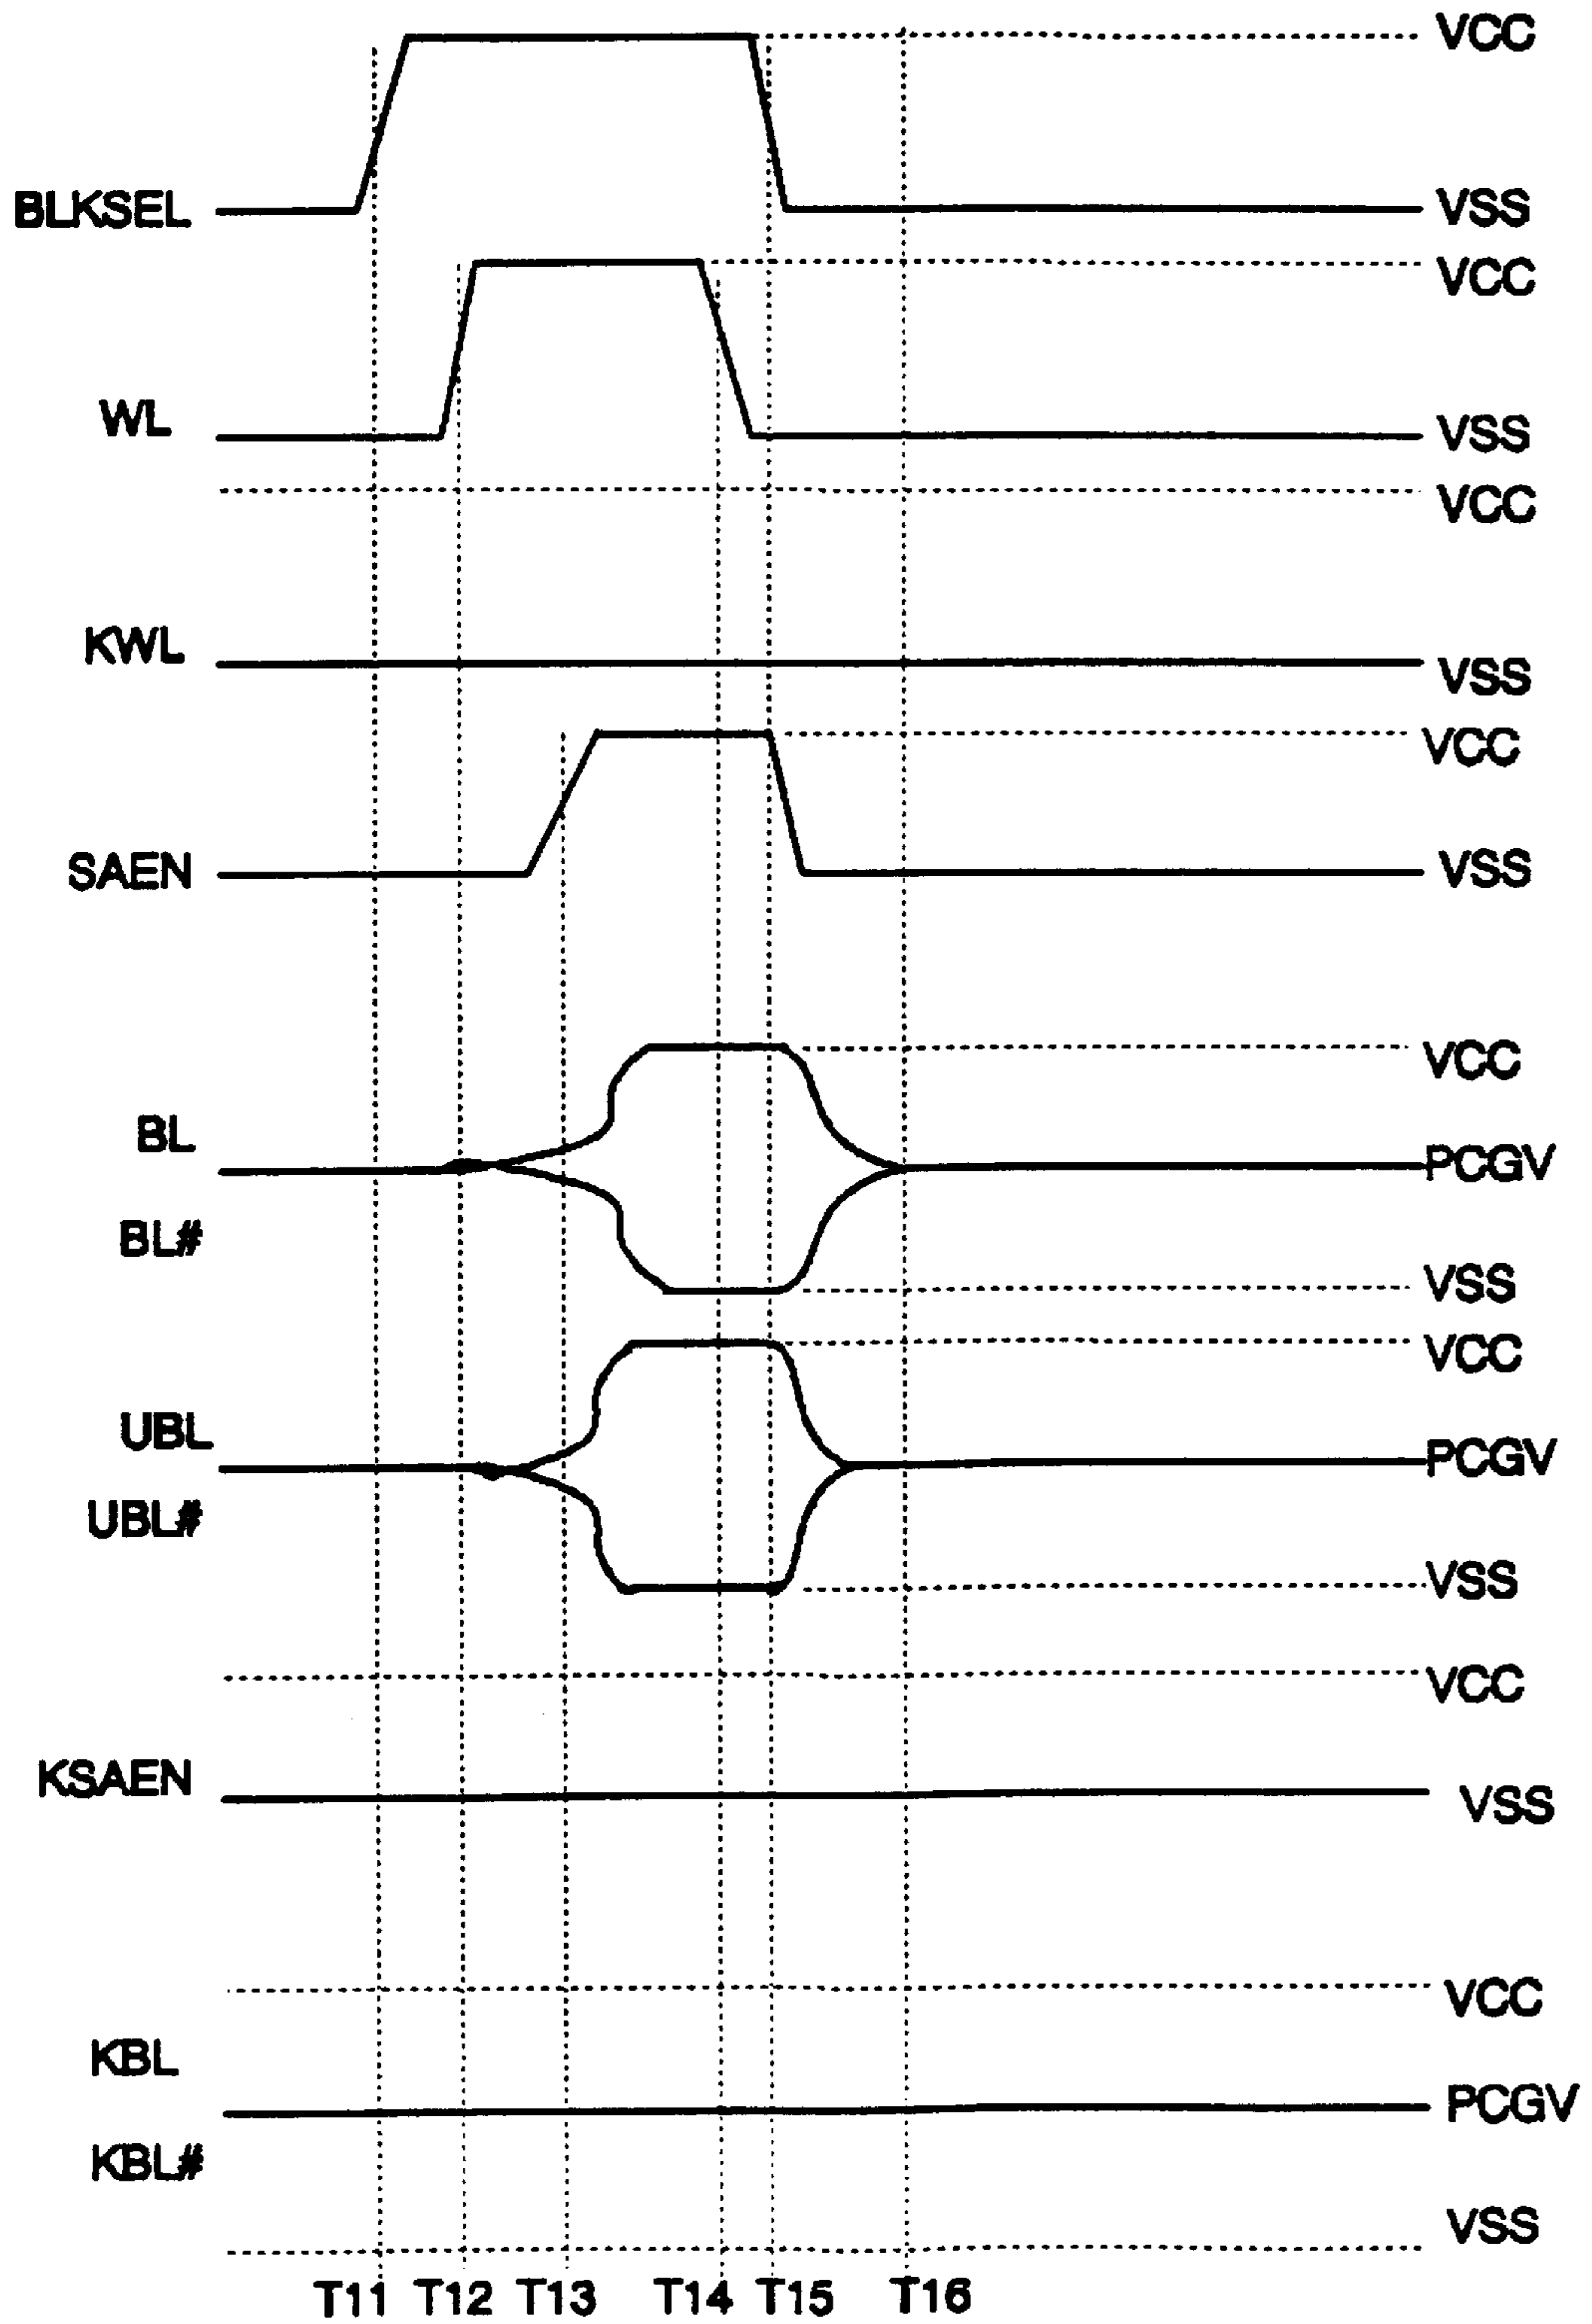 VCC
BLKSEL VSS
VCC
WL VSS
VCC
KWL VSS
VCC
SAEN VSS
VCC
BL PCGV
BL#
VSS
VCC
UBL PCGV
UBL#
VSS
VCC
KSAEN VSS
VCC
KBL
PCGV
KBL#
VSS
T11 T12 T13 T14 T15 T16